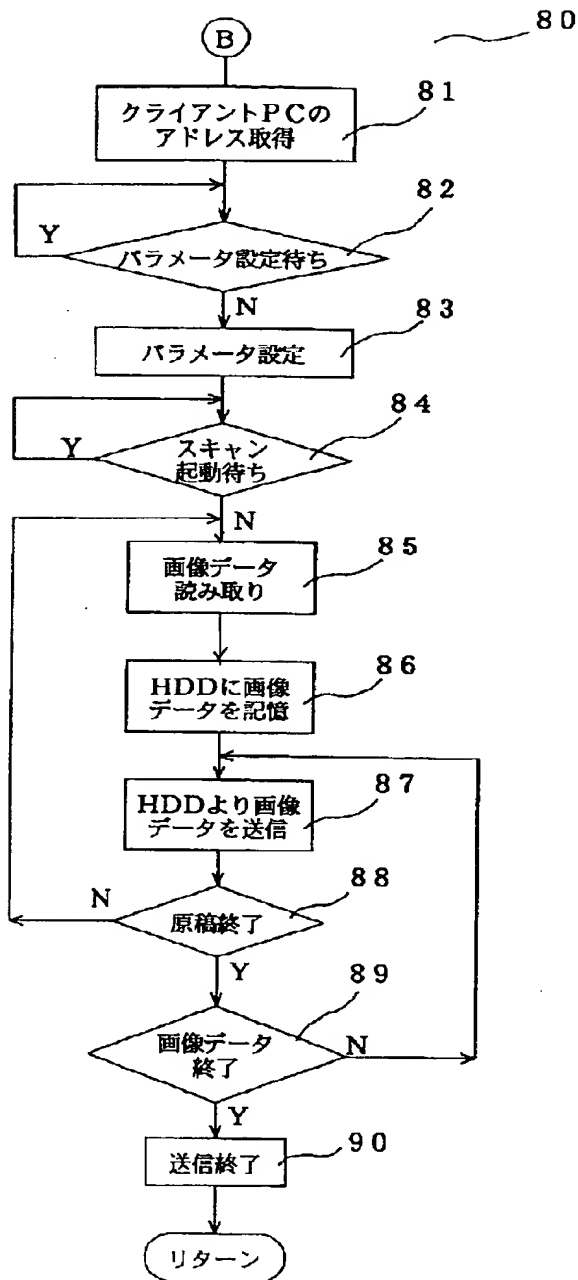 80
B
81
クライアントPCの
アドレス取得
82
Y
パラメータ設定待ち
N
83
パラメータ設定
84
Y
スキャン
起動待ち
N
85
画像データ
読み取り
86
HDDに画像
データを記憶
87
HDDより画像
データを送信
88
N
原稿終了
Y
89
画像データ
終了
N
Y
90
送信終了
リターン